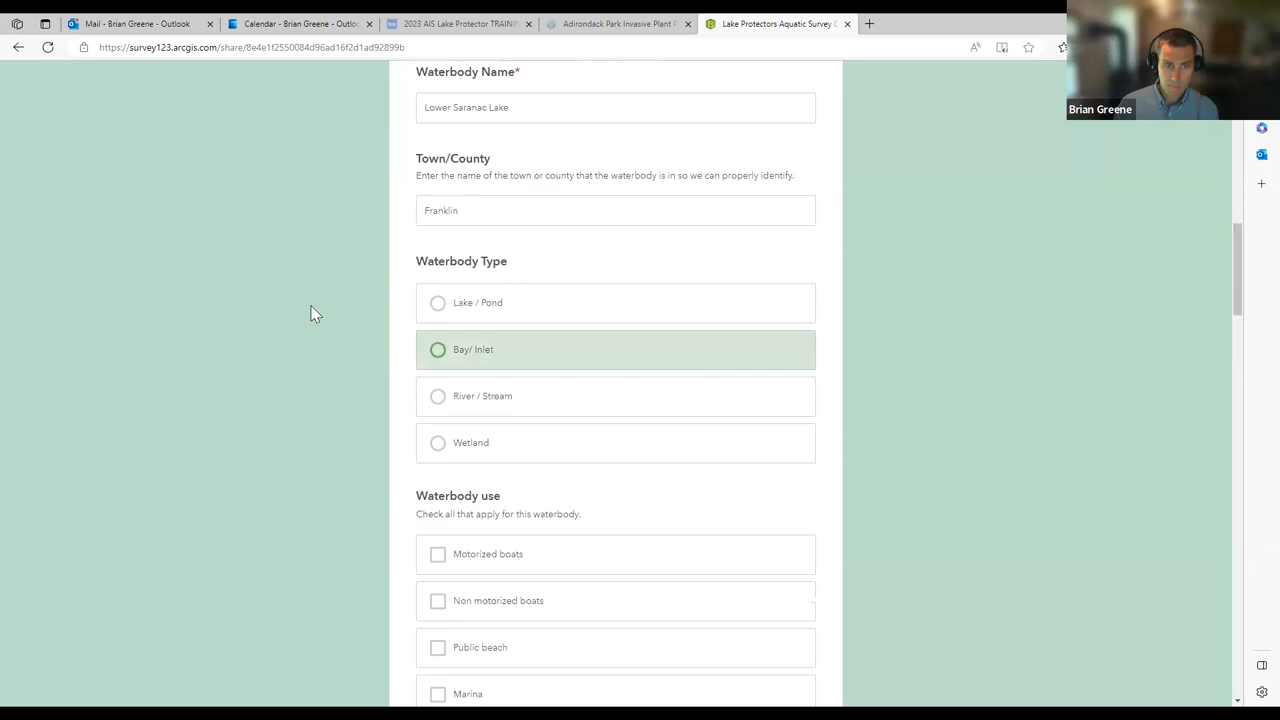 Mail - Brian Greene - Outlook
Calendar - Brian Greene - Outloo
2023 AIS Lake Protector TRAININ
Adirondack Park Invasive Plant P
Lake Protectors Aquatic Survey D
https://survey123.arcgis.com/share/8e4e1f2550084d96ad16f2d1ad92899b
Brian Greene
Waterbody Name*
Lower Saranac Lake
Town/County
Enter the name of the town or county that the waterbody is in so we can properly identify.
Franklin
Waterbody Type
Lake / Pond
Bay/ Inlet
River / Stream
Wetland
Waterbody use
Check all that apply for this waterbody.
Motorized boats
Non motorized boats
Public beach
Marina